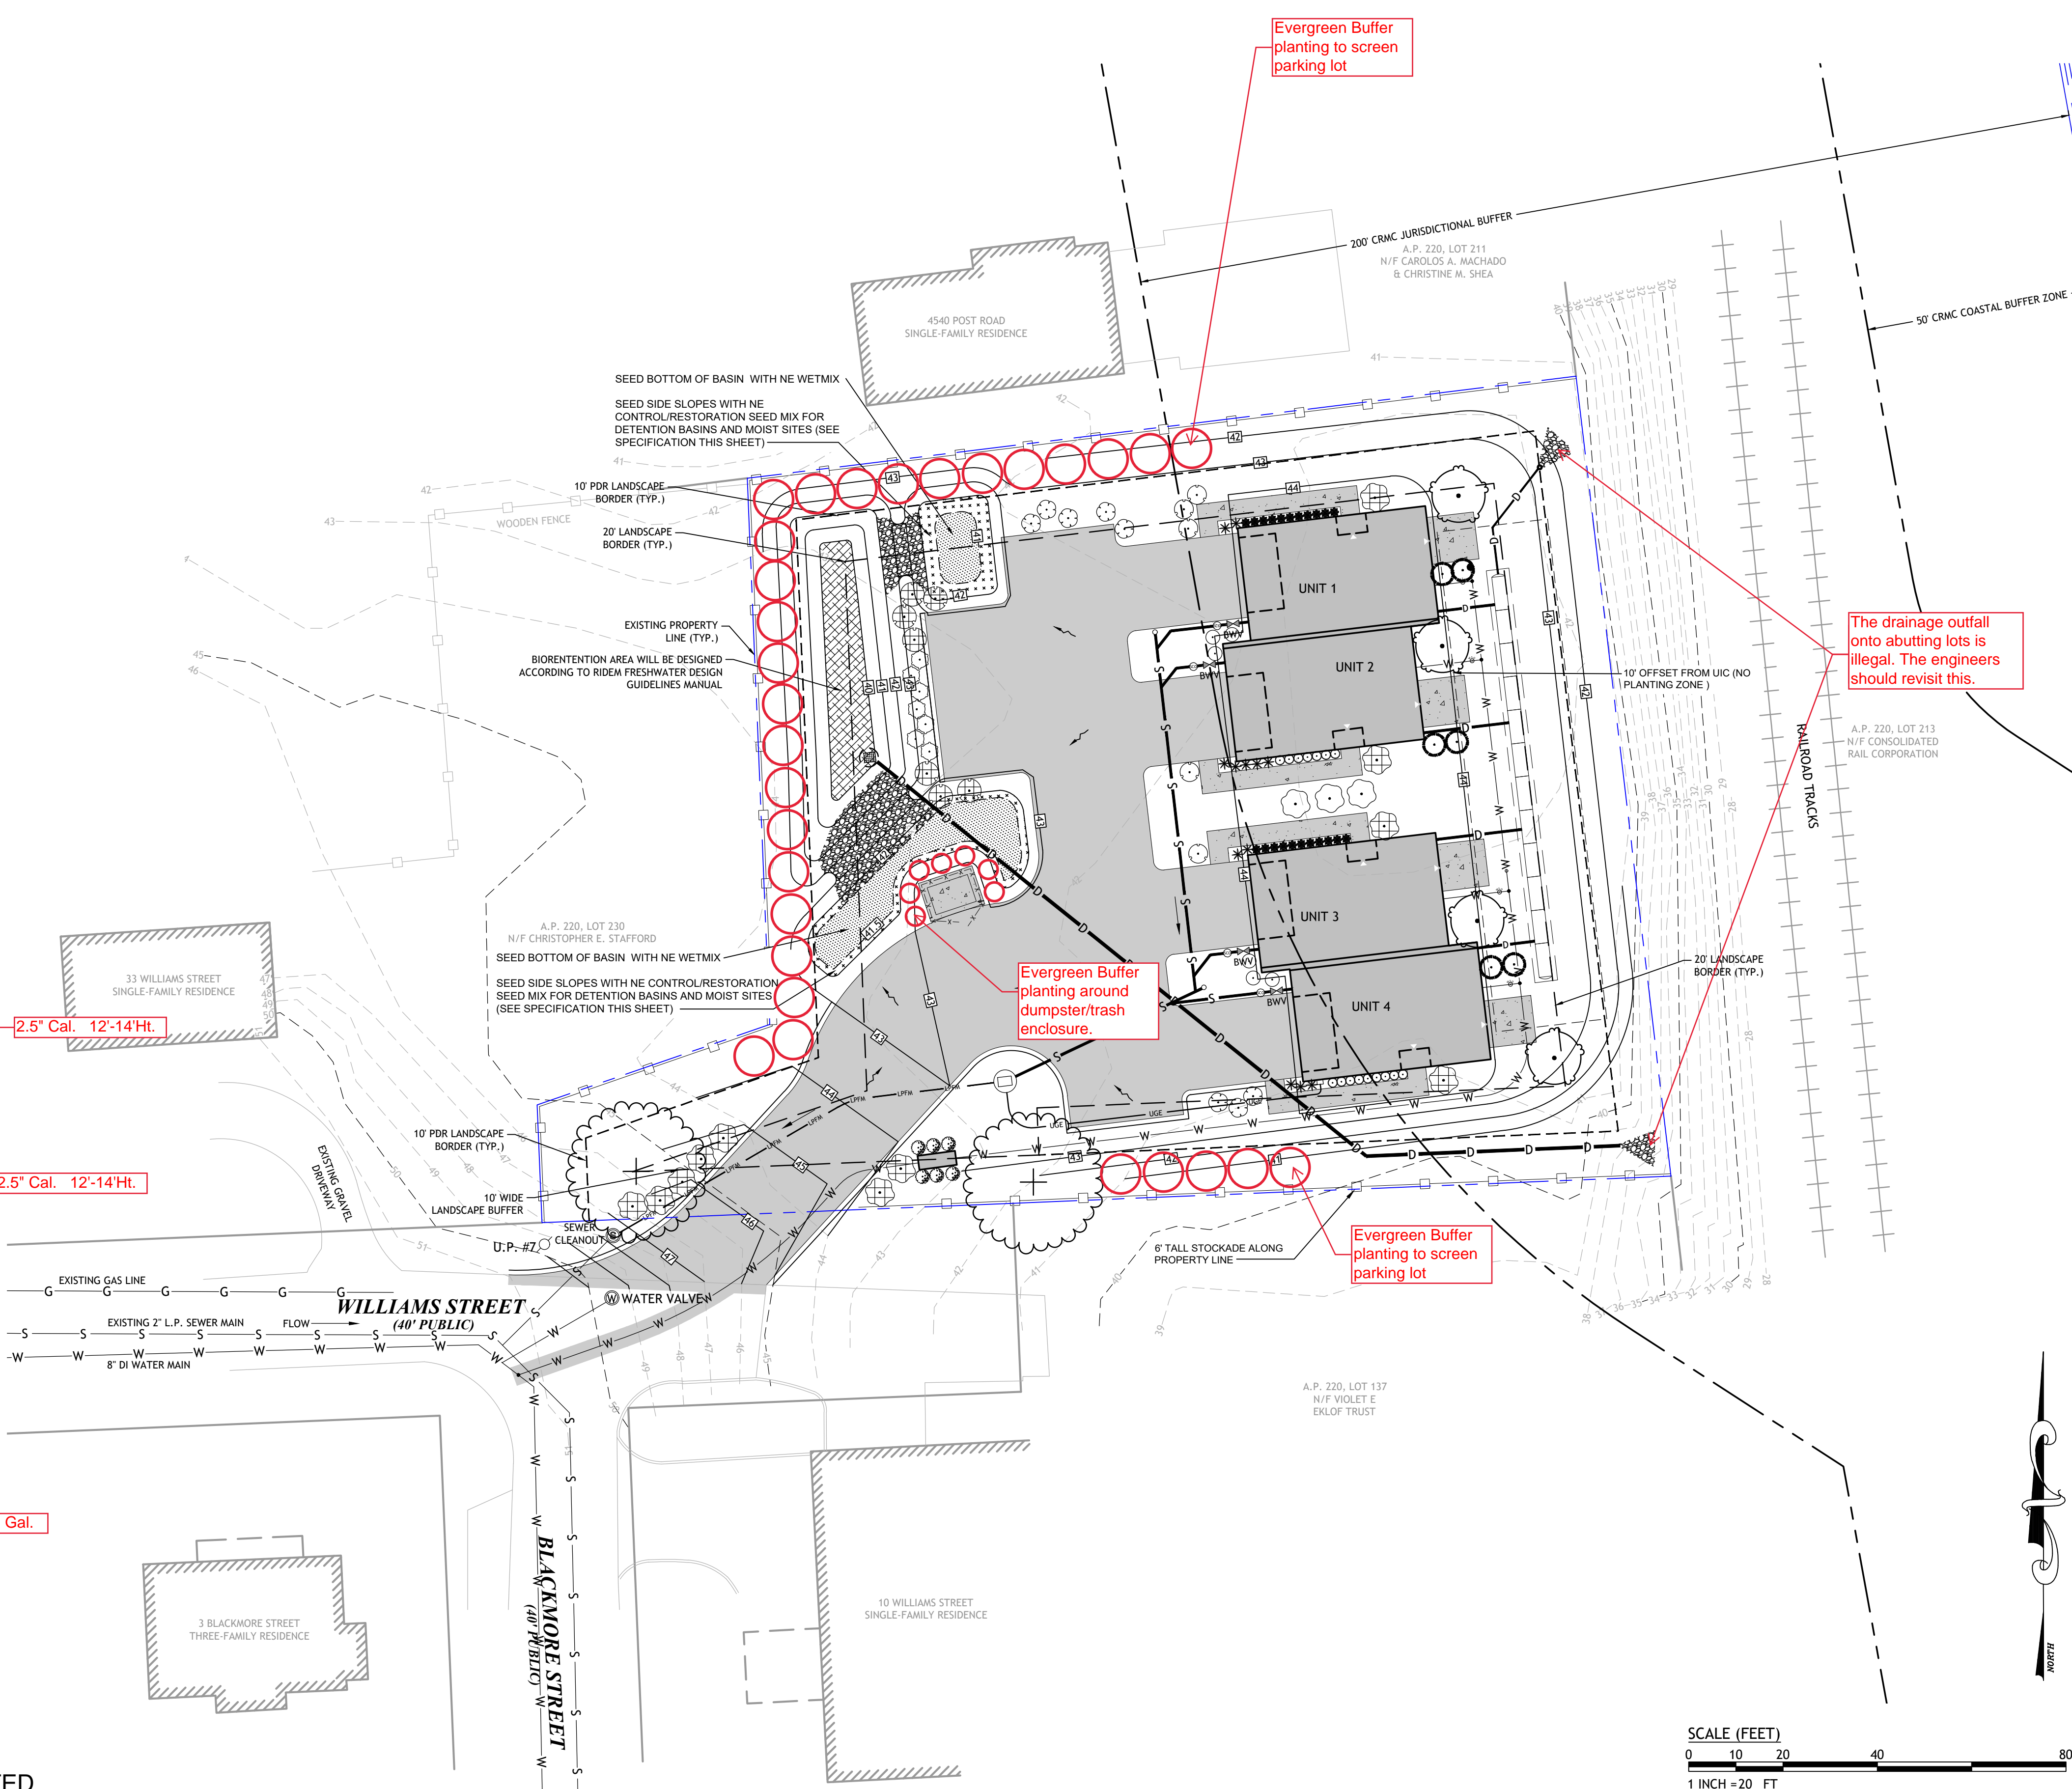 Evergreen Buffer
planting to screen
parking lot
200' CRMC JURISDICTIONAL BUFFER
A.P. 220, LOT 211
N/F CAROLOS A. MACHADO
& CHRISTINE M. SHEA
50' CRMC COASTAL BUFFER ZONE
4540 POST ROAD
SINGLE-FAMILY RESIDENCE
SEED BOTTOM OF BASIN WITH NE WETMIX
SEED SIDE SLOPES WITH NE
CONTROL/RESTORATION SEED MIX FOR
DETENTION BASINS AND MOIST SITES (SEE
SPECIFICATION THIS SHEET)
10' PDR LANDSCAPE
BORDER (TYP.)
WOODEN FENCE
20' LANDSCAPE
BORDER (TYP.)
EXISTING PROPERTY
LINE (TYP.)
BIORENTENTION AREA WILL BE DESIGNED
ACCORDING TO RIDEM FRESHWATER DESIGN
GUIDELINES MANUAL
UNIT 1
UNIT 2
UNIT 3
UNIT 4
BWV
BWV
BWV
BWV
The drainage outfall
onto abutting lots is
illegal. The engineers
should revisit this.
10' OFFSET FROM UIC (NO
PLANTING ZONE )
RAILROAD TRACKS
A.P. 220, LOT 213
N/F CONSOLIDATED
RAIL CORPORATION
A.P. 220, LOT 230
N/F CHRISTOPHER E. STAFFORD
SEED BOTTOM OF BASIN WITH NE WETMIX
SEED SIDE SLOPES WITH NE CONTROL/RESTORATION
SEED MIX FOR DETENTION BASINS AND MOIST SITES
(SEE SPECIFICATION THIS SHEET)
33 WILLIAMS STREET
SINGLE-FAMILY RESIDENCE
2.5" Cal. 12'-14'Ht.
Evergreen Buffer
planting around
dumpster/trash
enclosure.
20' LANDSCAPE
BORDER (TYP.)
10' PDR LANDSCAPE
BORDER (TYP.)
LPFM
LPFM
UGE
UGE
2.5" Cal. 12'-14'Ht.
EXISTING GRAVEL
DRIVEWAY
10' WIDE
LANDSCAPE BUFFER
SEWER
CLEANOUT
U.P. #7
Evergreen Buffer
planting to screen
parking lot
6' TALL STOCKADE ALONG
PROPERTY LINE
EXISTING GAS LINE
WATER VALVE
WILLIAMS STREET
(40' PUBLIC)
EXISTING 2" L.P. SEWER MAIN
FLOW
8" DI WATER MAIN
A.P. 220, LOT 137
N/F VIOLET E
EKLOF TRUST
Gal.
BLACKMORE STREET
(40' PUBLIC)
3 BLACKMORE STREET
THREE-FAMILY RESIDENCE
10 WILLIAMS STREET
SINGLE-FAMILY RESIDENCE
NORTH
SCALE (FEET)
0 10 20 40 80
1 INCH =20 FT